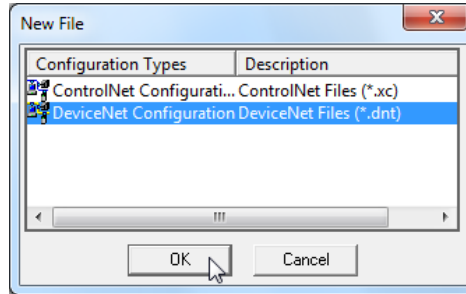 New File
Configuration Types Description
ControlNet Configurati... ControlNet Files (*.xc)
DeviceNet Configuration DeviceNet Files (*.dnt)
OK Cancel